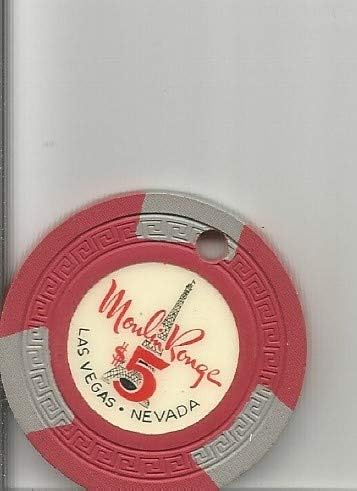 Moulin Rouge
$5
LAS VEGAS • NEVADA